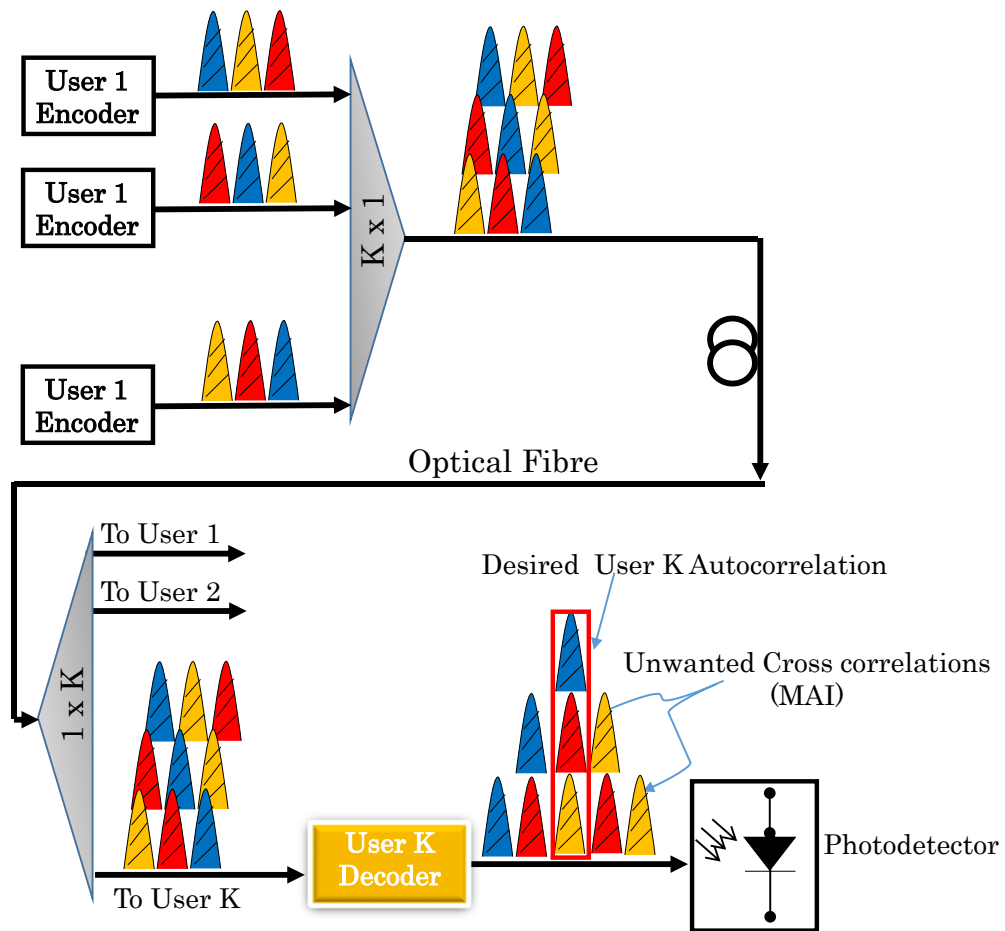 User 1
Encoder
User 1
Encoder
User 1
Encoder
K x 1
Optical Fibre
To User 1
To User 2
1 x K
To User K
User K
Decoder
Desired User K Autocorrelation
Unwanted Cross correlations
(MAI)
Photodetector